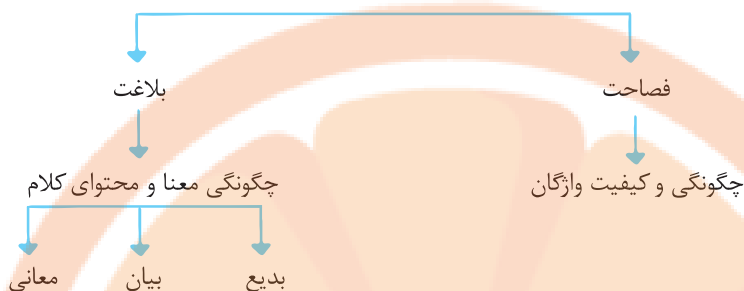 فصاحت
بلاغت
چگونگی و کیفیت واژگان
چگونگی معنا و محتوای کلام
بدیع
بیان
معانی